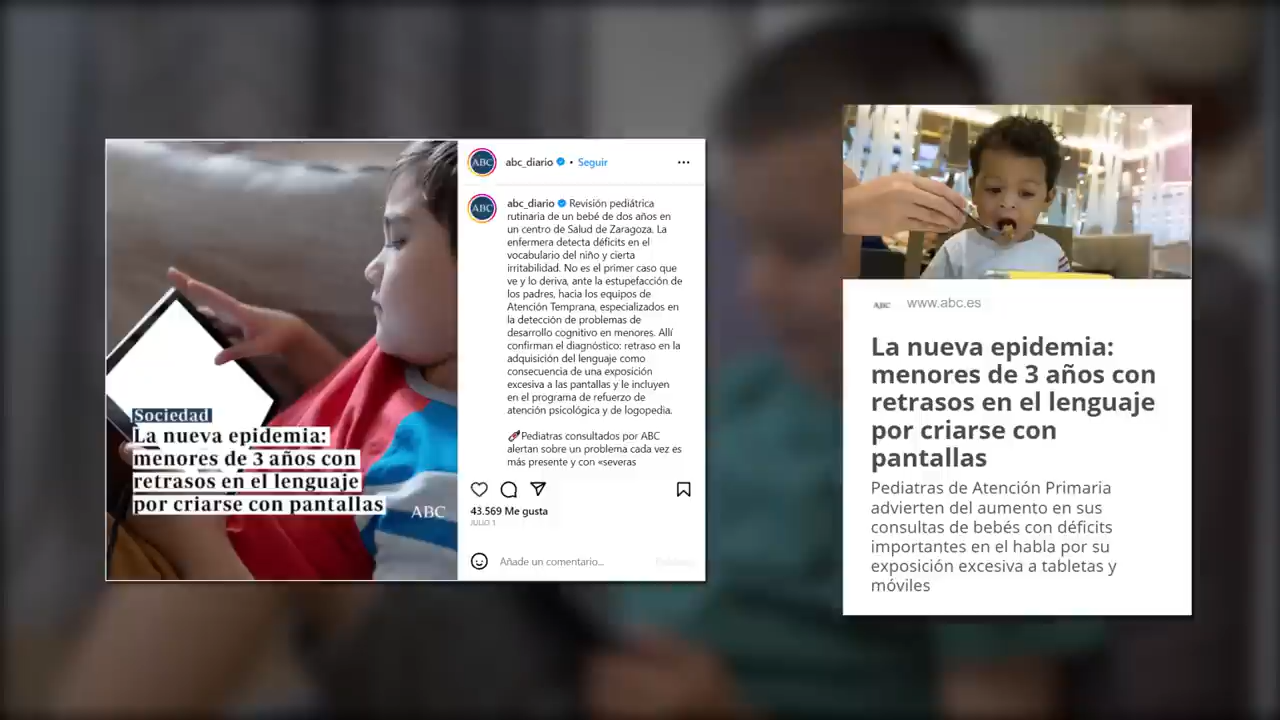 ABC
abc_diario • Seguir
ABC
abc_diario Revisión pediátrica
rutinaria de un bebé de dos años en
un centro de Salud de Zaragoza. La
enfermera detecta déficits en el
vocabulario del niño y cierta
irritabilidad. No es el primer caso que
ve y lo deriva, ante la estupefacción de
los padres, hacia los equipos de
Atención Temprana, especializados en
la detección de problemas de
desarrollo cognitivo en menores. Allí
confirman el diagnóstico: retraso en la
adquisición del lenguaje como
consecuencia de una exposición
excesiva a las pantallas y le incluyen
en el programa de refuerzo de
atención psicológica y de logopedia.
Pediatras consultados por ABC
alertan sobre un problema cada vez es
más presente y con «severas
43.569 Me gusta
JULIO 1
Añade un comentario...
Sociedad
La nueva epidemia:
menores de 3 años con
retrasos en el lenguaje
por criarse con pantallas
ABC
ABC www.abc.es
La nueva epidemia:
menores de 3 años con
retrasos en el lenguaje
por criarse con
pantallas
Pediatras de Atención Primaria
advierten del aumento en sus
consultas de bebés con déficits
importantes en el habla por su
exposición excesiva a tabletas y
móviles